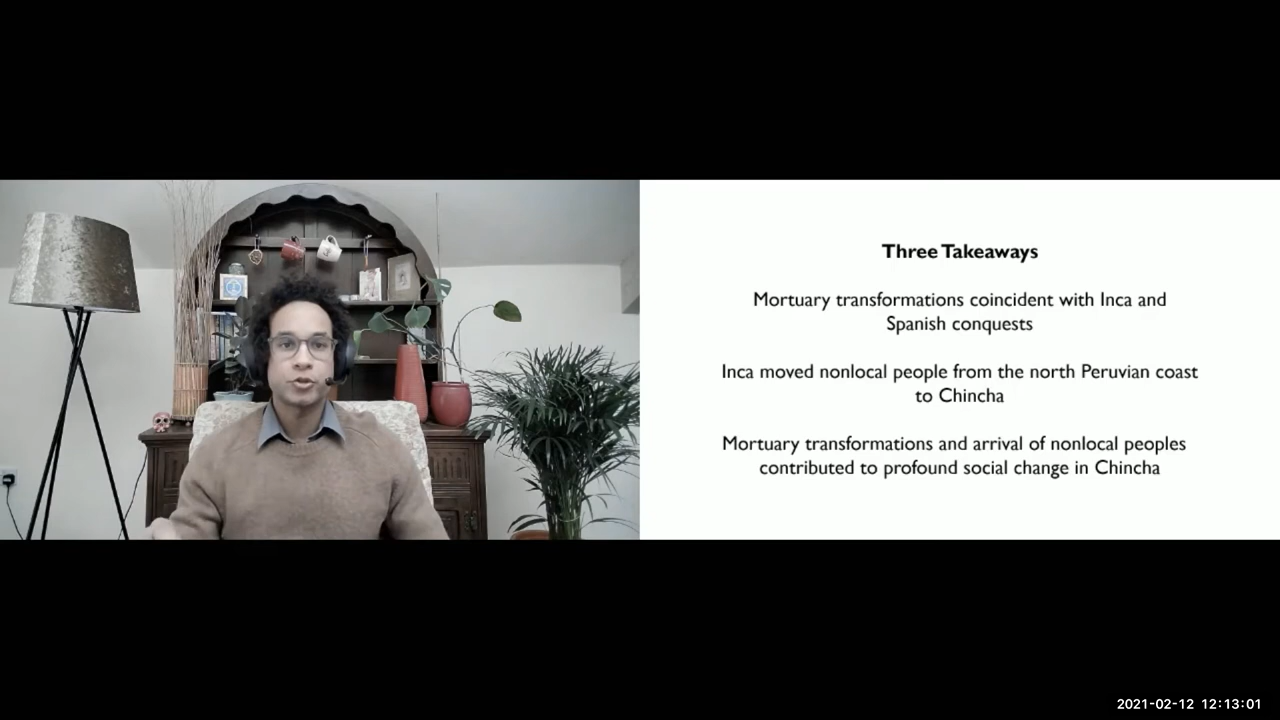 Three Takeaways
Mortuary transformations coincident with Inca and
Spanish conquests
Inca moved nonlocal people from the north Peruvian coast
to Chincha
Mortuary transformations and arrival of nonlocal peoples
contributed to profound social change in Chincha
2021-02-12 12:13:01